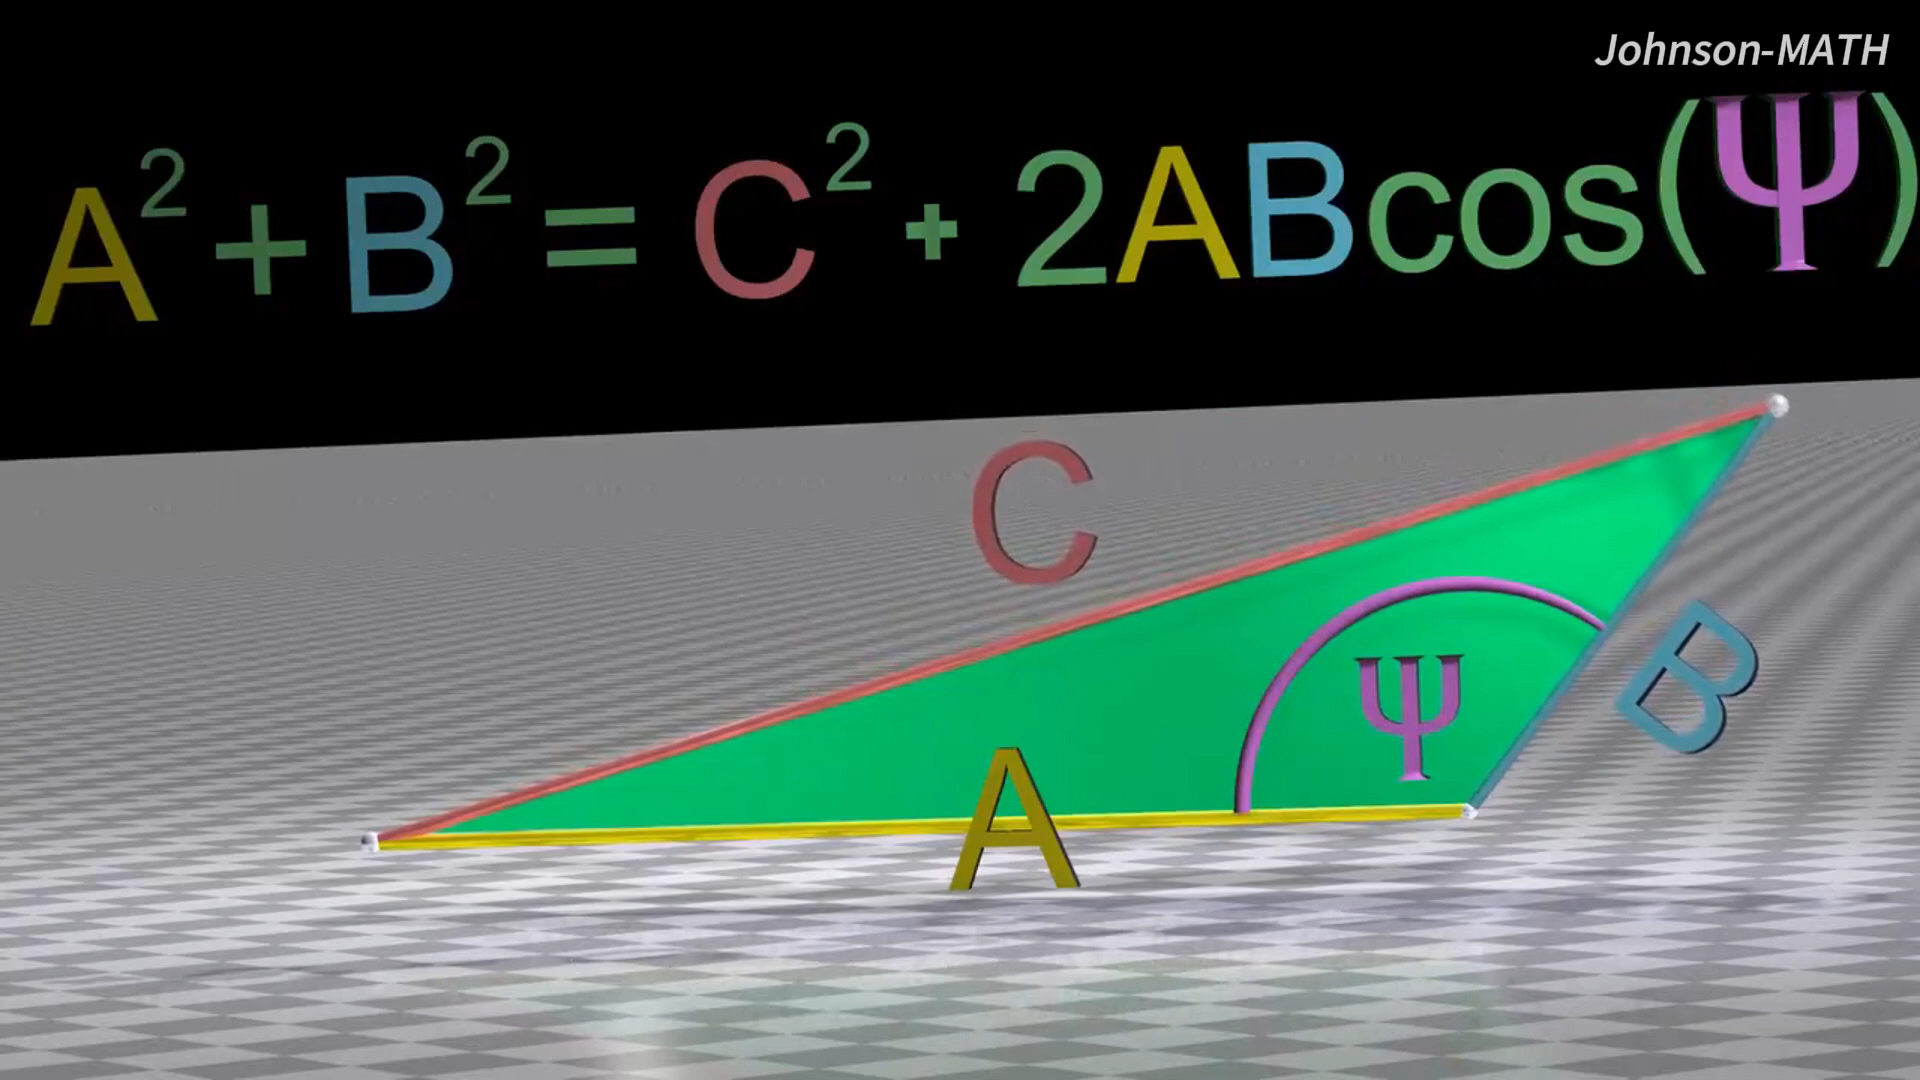 Johnson-MATH
A² + B² = C² + 2ABcos(Ψ)
C
Ψ
B
A